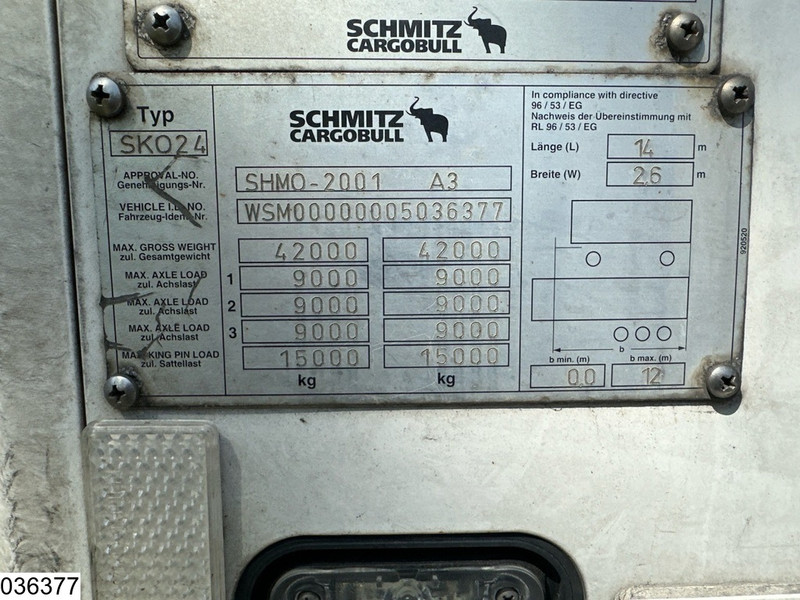 SCHMITZ
CARGOBULL
Typ
SKO24
SCHMITZ
CARGOBULL
In compliance with directive
96 / 53 / EG
Nachweis der Übereinstimmung mit
RL 96 / 53 / EG
Länge (L) 14 m
Breite (W) 2.6 m
APPROVAL-NO.
Genehmigungs-Nr.
SHMO-2001 A3
VEHICLE I.D.NO.
Fahrzeug-Ident-Nr.
WSM00000005036377
MAX. GROSS WEIGHT
zul. Gesamtgewicht
42000 42000
MAX. AXLE LOAD
zul. Achslast
1 9000 9000
MAX. AXLE LOAD
zul. Achslast
2 9000 9000
MAX. AXLE LOAD
zul. Achslast
3 9000 9000
MAX. KING PIN LOAD
zul. Sattellast
15000 15000
kg kg
b
b min. (m) b max. (m)
0.0 12
920520
036377